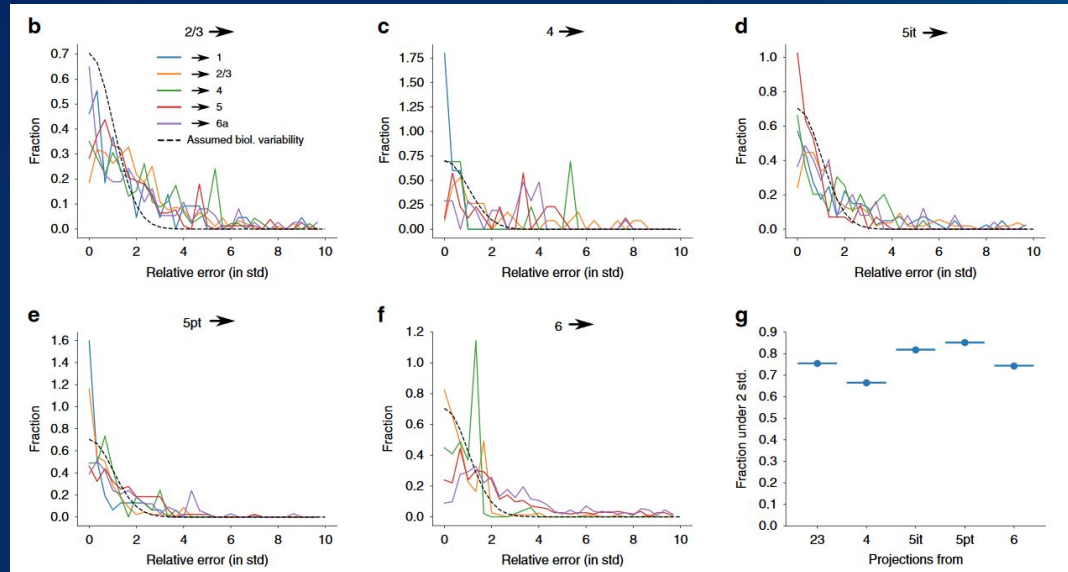 b
2/3
0.7
0.6
0.5
0.4
0.3
0.2
0.1
0.0
Fraction
1
2/3
4
5
6a
Assumed biol. variability
0 2 4 6 8 10
Relative error (in std)
c
4
1.75
1.50
1.25
1.00
0.75
0.50
0.25
0.00
Fraction
0 2 4 6 8 10
Relative error (in std)
d
5it
1.0
0.8
0.6
0.4
0.2
0.0
Fraction
0 2 4 6 8 10
Relative error (in std)
e
5pt
1.6
1.4
1.2
1.0
0.8
0.6
0.4
0.2
0.0
Fraction
0 2 4 6 8 10
Relative error (in std)
f
6
1.2
1.0
0.8
0.6
0.4
0.2
0.0
Fraction
0 2 4 6 8 10
Relative error (in std)
g
0.9
0.8
0.7
0.6
0.5
0.4
0.3
0.2
0.1
0.0
Fraction under 2 std.
23 4 5it 5pt 6
Projections from